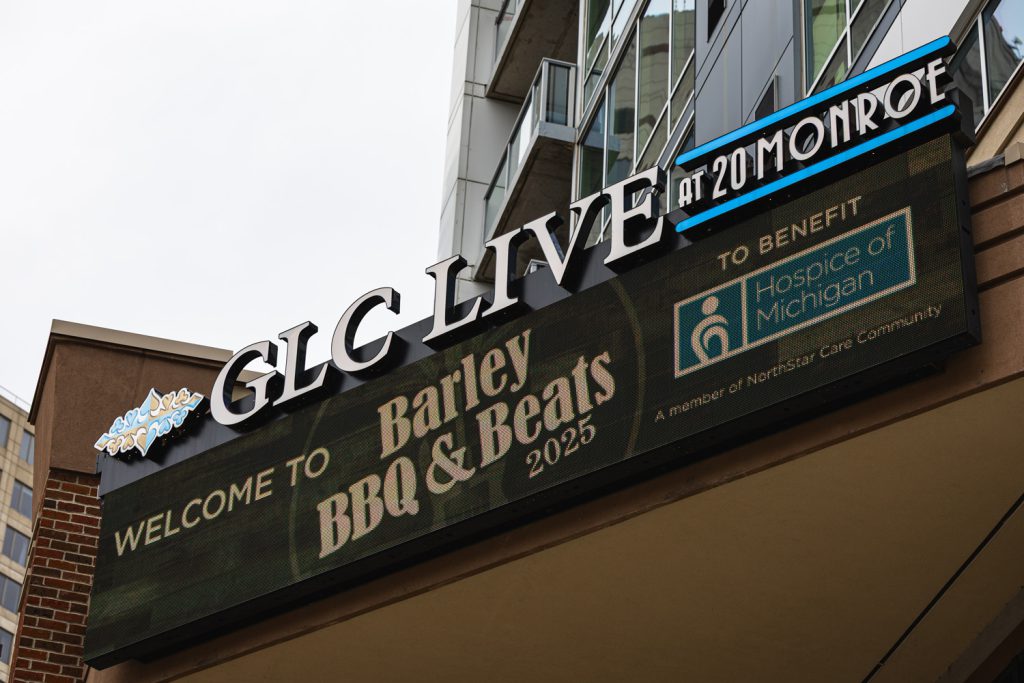 GLC LIVE
AT 20 MONROE
WELCOME TO
Barley
BBQ & Beats
2025
TO BENEFIT
Hospice of
Michigan
A member of NorthStar Care Community